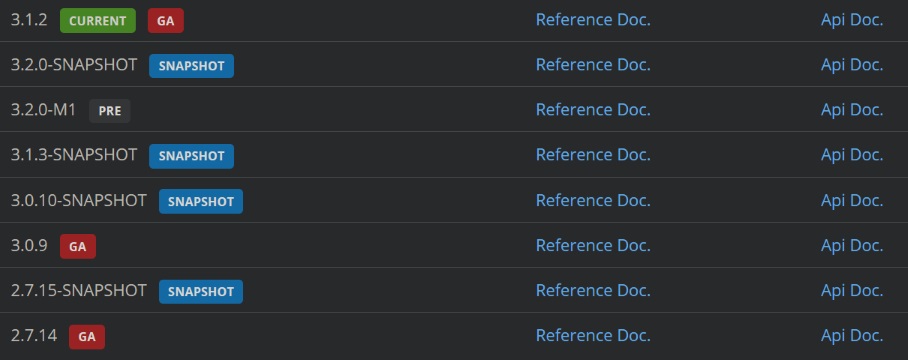 3.1.2 CURRENT GA Reference Doc. Api Doc.
3.2.0-SNAPSHOT SNAPSHOT Reference Doc. Api Doc.
3.2.0-M1 PRE Reference Doc. Api Doc.
3.1.3-SNAPSHOT SNAPSHOT Reference Doc. Api Doc.
3.0.10-SNAPSHOT SNAPSHOT Reference Doc. Api Doc.
3.0.9 GA Reference Doc. Api Doc.
2.7.15-SNAPSHOT SNAPSHOT Reference Doc. Api Doc.
2.7.14 GA Reference Doc. Api Doc.